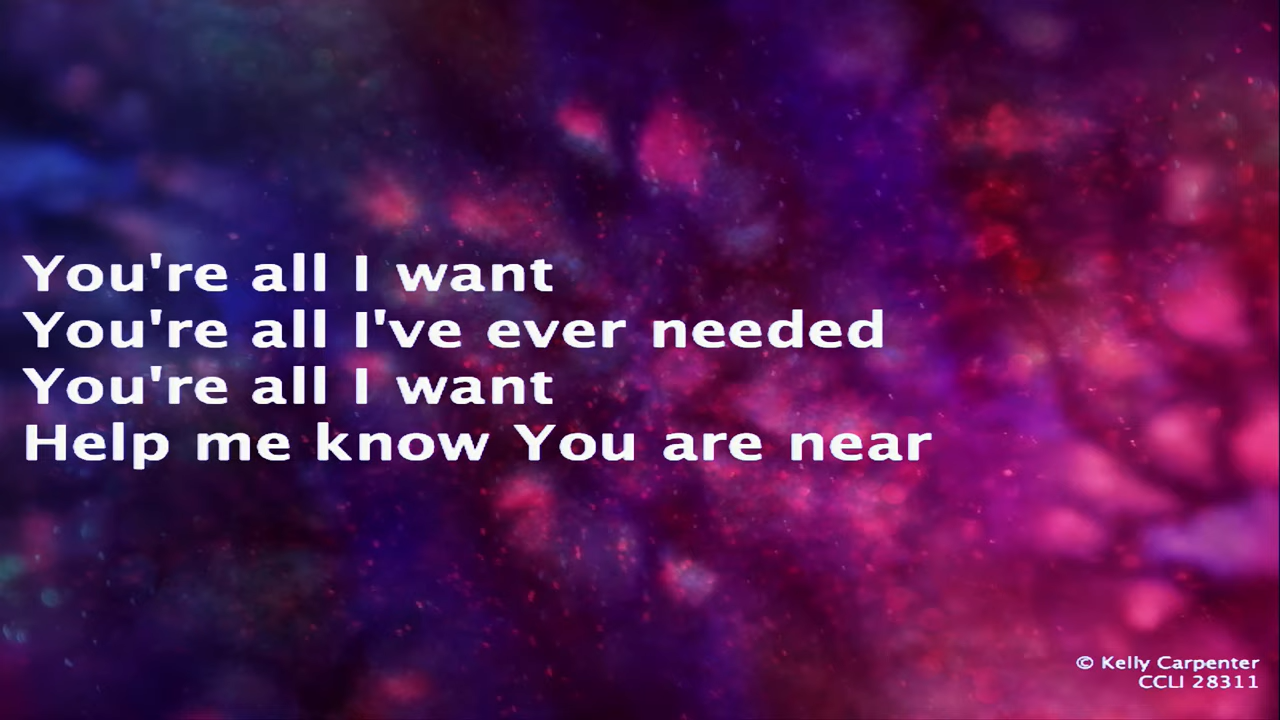 You're all I want
You're all I've ever needed
You're all I want
Help me know You are near
© Kelly Carpenter
CCLI 28311